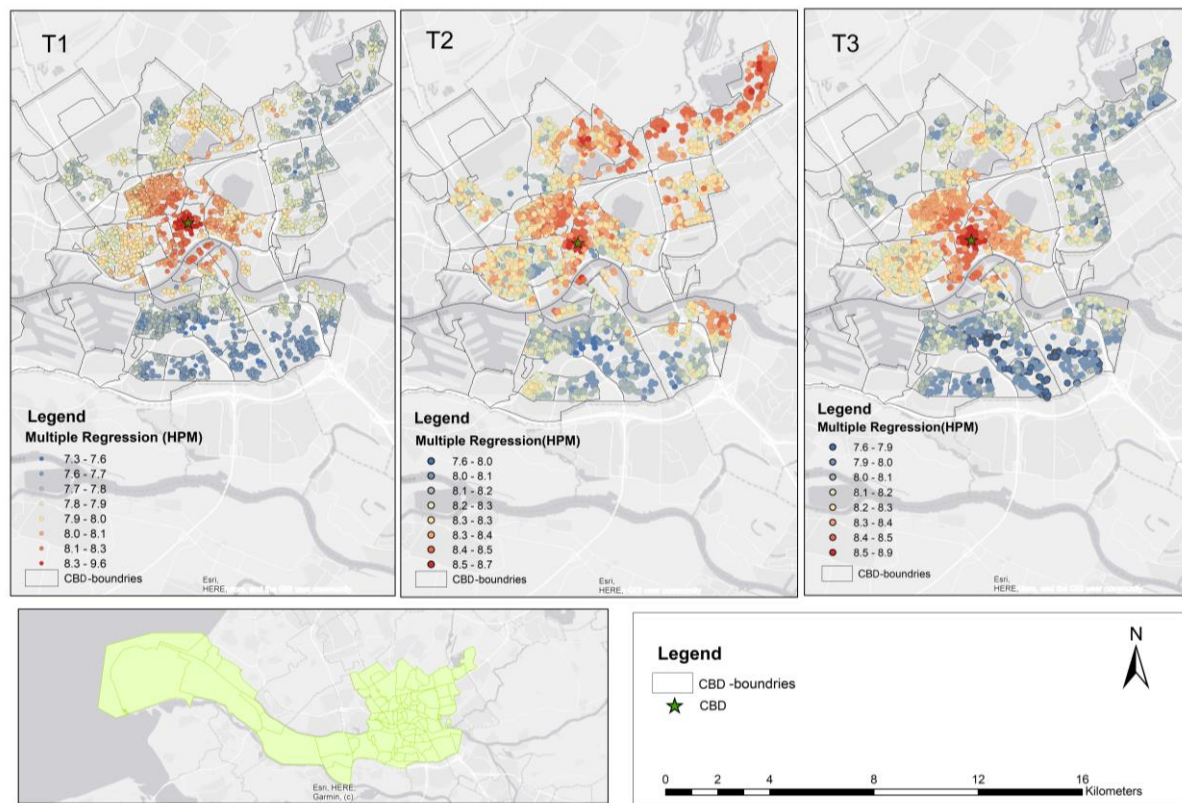 T1
Legend
Multiple Regression (HPM)
7.3 - 7.6
7.6 - 7.7
7.7 - 7.8
7.8 - 7.9
7.9 - 8.0
8.0 - 8.1
8.1 - 8.3
8.3 - 9.6
CBD-boundries
Esri,
HERE,
T2
Legend
Multiple Regression(HPM)
7.6 - 8.0
8.0 - 8.1
8.1 - 8.2
8.2 - 8.3
8.3 - 8.3
8.3 - 8.4
8.4 - 8.5
8.5 - 8.7
CBD-boundries
Esri,
HERE,
T3
Legend
Multiple Regression(HPM)
7.6 - 7.9
7.9 - 8.0
8.0 - 8.1
8.1 - 8.2
8.2 - 8.3
8.3 - 8.4
8.4 - 8.5
8.5 - 8.9
CBD-boundries
Esri,
HERE,
Esri, HERE,
Garmin, (c)
Legend
CBD -boundries
CBD
N
0 2 4 8 12 16
Kilometers